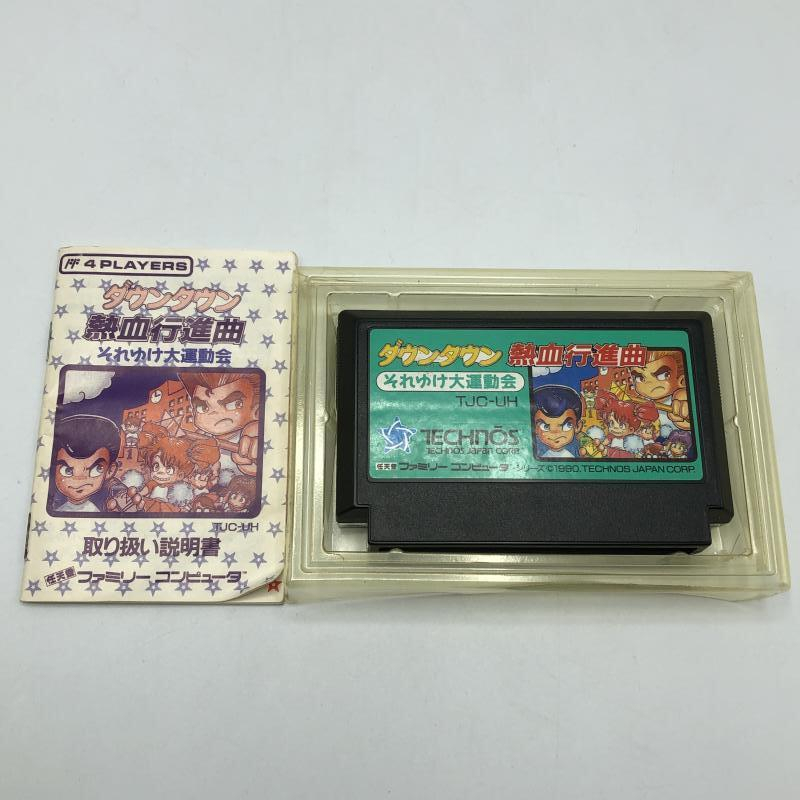 4 PLAYERS
ダウンタウン
熱血行進曲
それゆけ大運動会
TJC-UH
取り扱い説明書
任天堂 ファミリーコンピュータ™
ダウンタウン 熱血行進曲
それゆけ大運動会
TJC-UH
TECHNŌS
TECHNOS JAPAN CORP.
任天堂 ファミリーコンピュータ・シリーズ ©1990, TECHNOS JAPAN CORP.